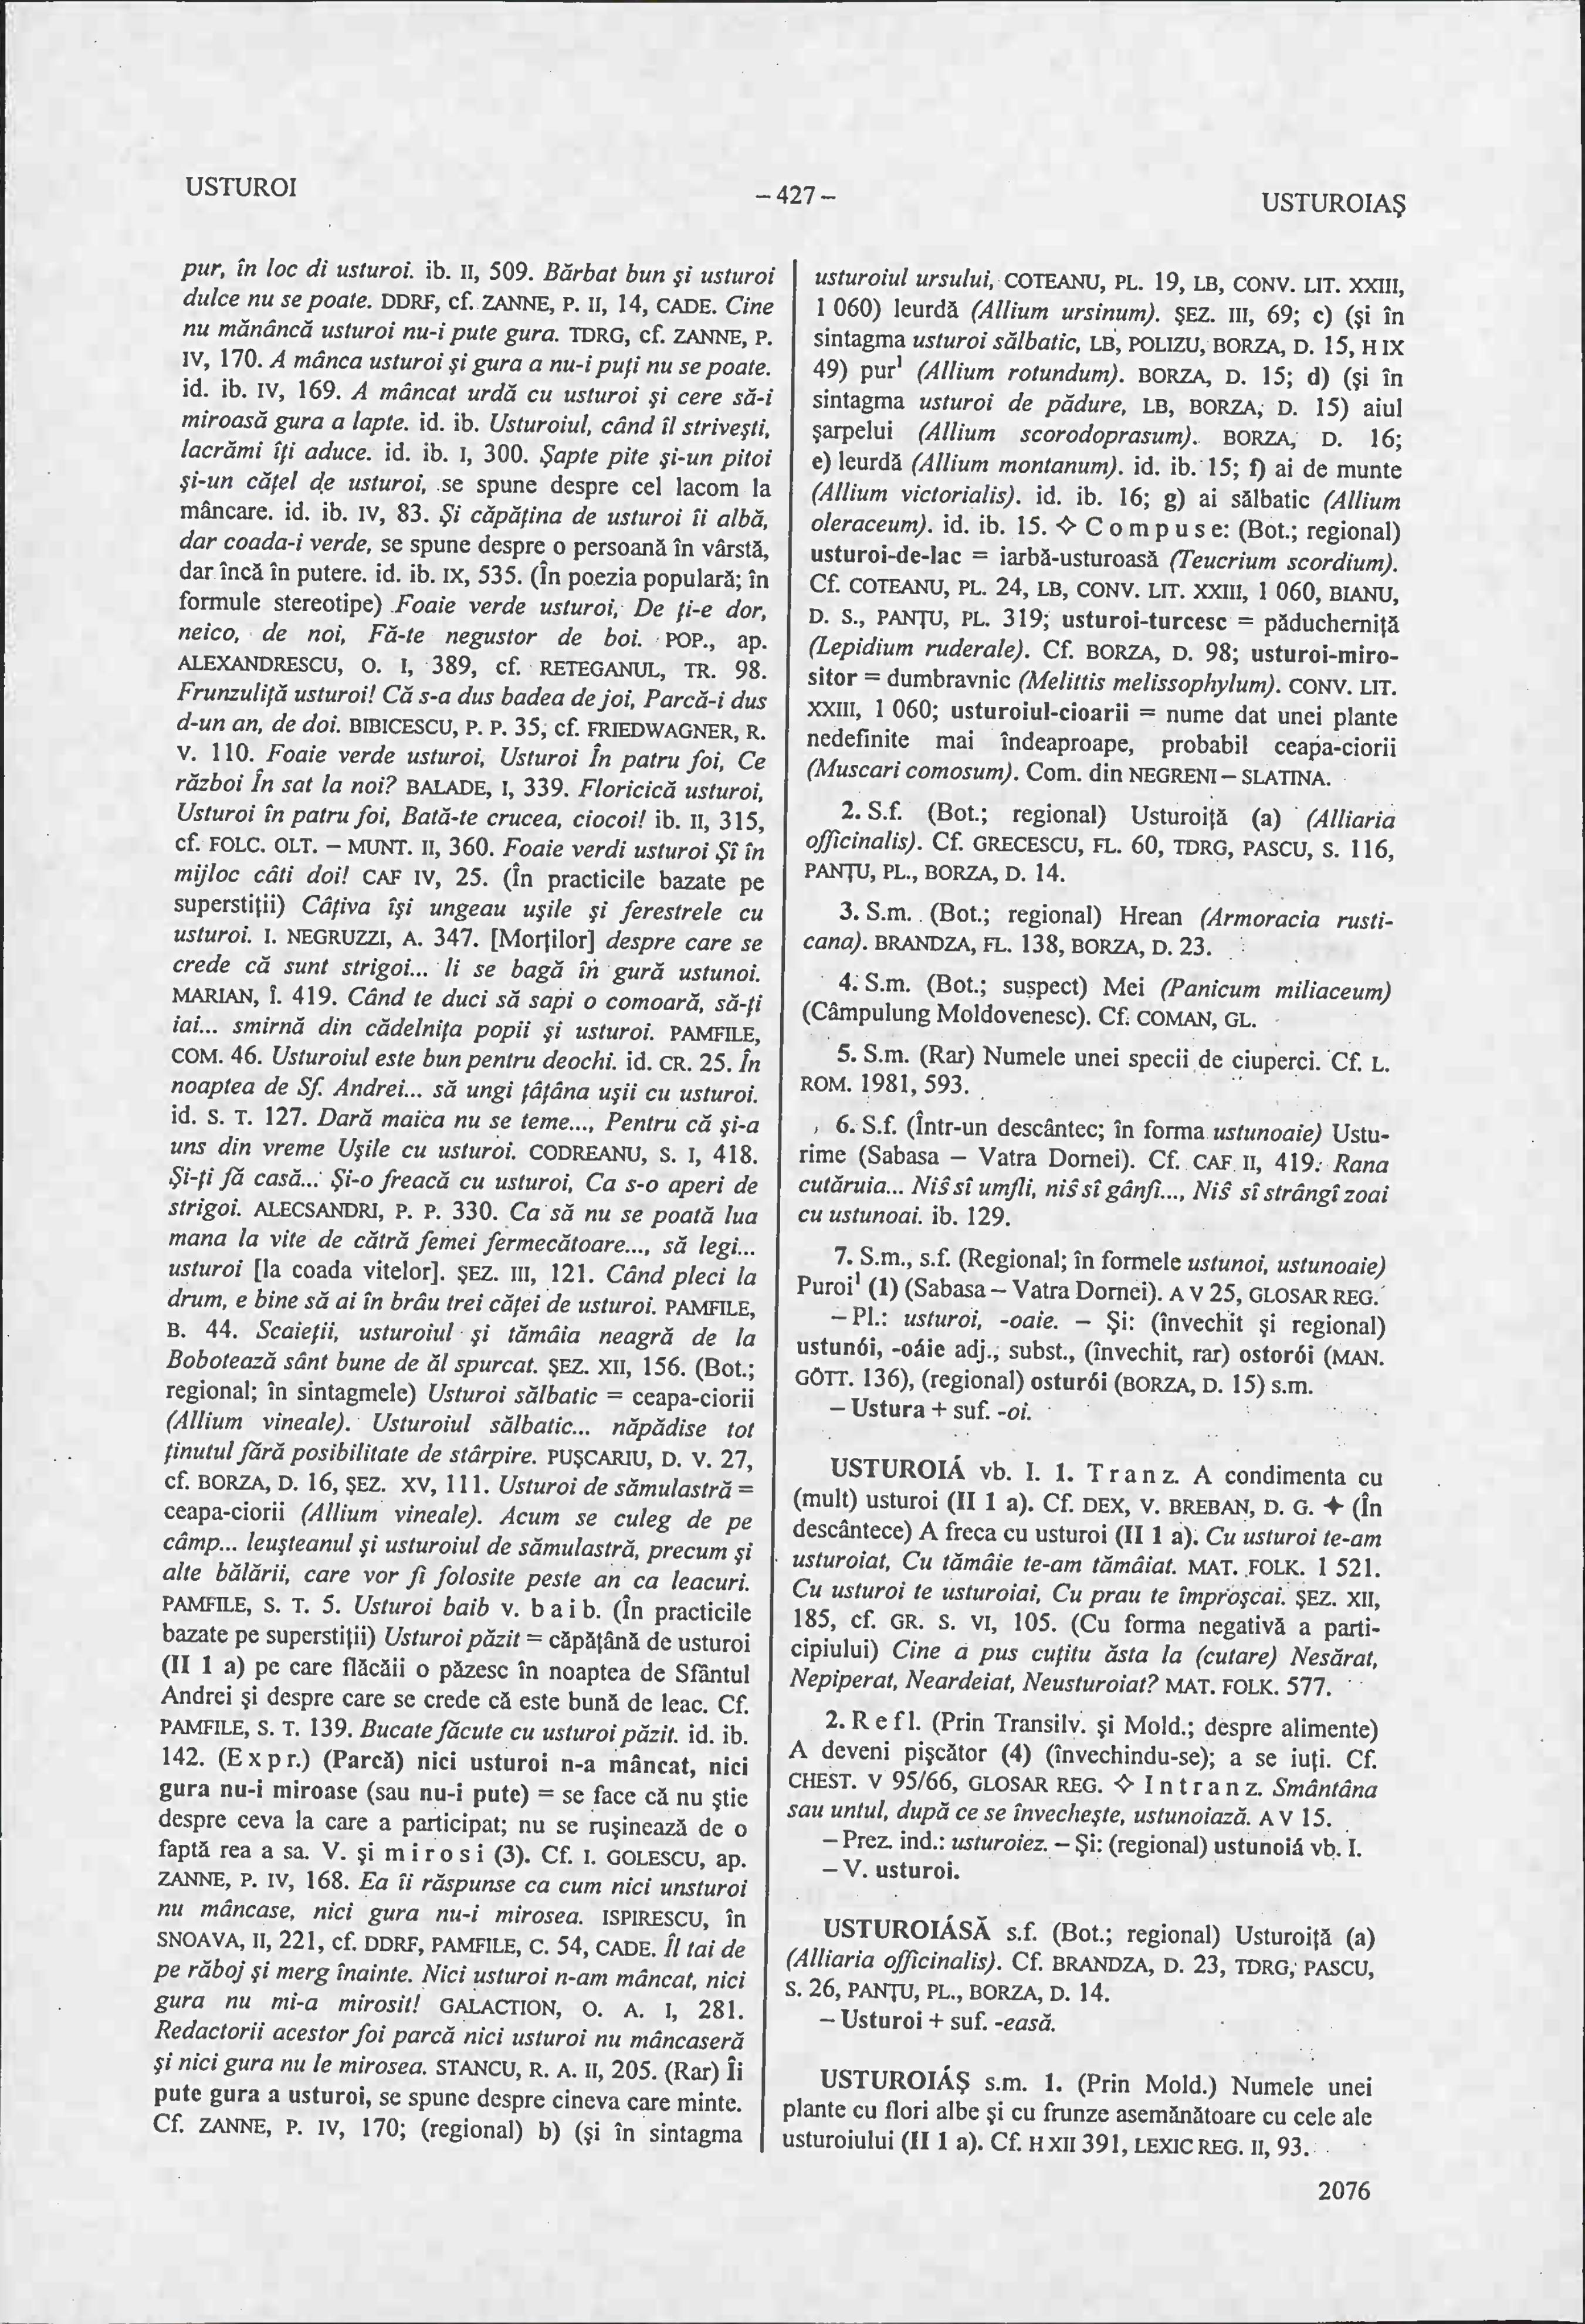 USTUROI
– 427 –
USTUROIAŞ
pur, în loc di usturoi. ib. II, 509. Bărbat bun şi usturoi
dulce nu se poate. DDRF, cf. ZANNE, P. II, 14, CADE. Cine
nu mănâncă usturoi nu-i pute gura. TDRG, cf. ZANNE, P.
IV, 170. A mânca usturoi şi gura a nu-i puţi nu se poate.
id. ib. IV, 169. A mâncat urdă cu usturoi şi cere să-i
miroasă gura a lapte. id. ib. Usturoiul, când îl striveşti,
lacrămi îţi aduce. id. ib. I, 300. Şapte pite şi-un pitoi
şi-un căţel de usturoi, se spune despre cel lacom la
mâncare. id. ib. IV, 83. Şi căpăţina de usturoi îi albă,
dar coada-i verde, se spune despre o persoană în vârstă,
dar încă în putere. id. ib. IX, 535. (În poezia populară; în
formule stereotipe) Foaie verde usturoi, De ţi-e dor,
neico, de noi, Fă-te negustor de boi. POP., ap.
ALEXANDRESCU, O. I, 389, cf. RETEGANUL, TR. 98.
Frunzuliţă usturoi! Că s-a dus badea de joi, Parcă-i dus
d-un an, de doi. BIBICESCU, P. P. 35, cf. FRIEDWAGNER, R.
V. 110. Foaie verde usturoi, Usturoi În patru foi, Ce
război În sat la noi? BALADE, I, 339. Floricică usturoi,
Usturoi în patru foi, Bată-te crucea, ciocoi! ib. II, 315,
cf. FOLC. OLT. – MUNT. II, 360. Foaie verdi usturoi Şî în
mijloc câti doi! CAF IV, 25. (În practicile bazate pe
superstiţii) Câţiva îşi ungeau uşile şi ferestrele cu
usturoi. I. NEGRUZZI, A. 347. [Morţilor] despre care se
crede că sunt strigoi... li se bagă în gură ustunoi.
MARIAN, Î. 419. Când te duci să sapi o comoară, să-ţi
iai... smirnă din cădelniţa popii şi usturoi. PAMFILE,
COM. 46. Usturoiul este bun pentru deochi. id. CR. 25. În
noaptea de Sf. Andrei... să ungi ţâţâna uşii cu usturoi.
id. S. T. 127. Dară maica nu se teme..., Pentru că şi-a
uns din vreme Uşile cu usturoi. CODREANU, S. I, 418.
Şi-ţi fă casă... Şi-o freacă cu usturoi, Ca s-o aperi de
strigoi. ALECSANDRI, P. P. 330. Ca să nu se poată lua
mana la vite de cătră femei fermecătoare..., să legi...
usturoi [la coada vitelor]. ŞEZ. III, 121. Când pleci la
drum, e bine să ai în brâu trei căţei de usturoi. PAMFILE,
B. 44. Scaieţii, usturoiul şi tămâia neagră de la
Bobotează sânt bune de ăl spurcat. ŞEZ. XII, 156. (Bot.;
regional; în sintagmele) Usturoi sălbatic = ceapa-ciorii
(Allium vineale). Usturoiul sălbatic... năpădise tot
ţinutul fără posibilitate de stârpire. PUŞCARIU, D. V. 27,
cf. BORZA, D. 16, ŞEZ. XV, 111. Usturoi de sămulastră =
ceapa-ciorii (Allium vineale). Acum se culeg de pe
câmp... leuşteanul şi usturoiul de sămulastră, precum şi
alte bălării, care vor fi folosite peste an ca leacuri.
PAMFILE, S. T. 5. Usturoi baib v. baib. (În practicile
bazate pe superstiţii) Usturoi păzit = căpăţână de usturoi
(II 1 a) pe care flăcăii o păzesc în noaptea de Sfântul
Andrei şi despre care se crede că este bună de leac. Cf.
PAMFILE, S. T. 139. Bucate făcute cu usturoi păzit. id. ib.
142. (Expr.) (Parcă) nici usturoi n-a mâncat, nici
gura nu-i miroase (sau nu-i pute) = se face că nu ştie
despre ceva la care a participat; nu se ruşinează de o
faptă rea a sa. V. şi mirosi (3). Cf. I. GOLESCU, ap.
ZANNE, P. IV, 168. Ea îi răspunse ca cum nici unsturoi
nu mâncase, nici gura nu-i mirosea. ISPIRESCU, în
SNOAVA, II, 221, cf. DDRF, PAMFILE, C. 54, CADE. Îl tai de
pe răboj şi merg înainte. Nici usturoi n-am mâncat, nici
gura nu mi-a mirosit! GALACTION, O. A. I, 281.
Redactorii acestor foi parcă nici usturoi nu mâncaseră
şi nici gura nu le mirosea. STANCU, R. A. II, 205. (Rar) Îi
pute gura a usturoi, se spune despre cineva care minte.
Cf. ZANNE, P. IV, 170; (regional) b) (şi în sintagma
usturoiul ursului, COTEANU, PL. 19, LB, CONV. LIT. XXIII,
1 060) leurdă (Allium ursinum). ŞEZ. III, 69; c) (şi în
sintagma usturoi sălbatic, LB, POLIZU, BORZA, D. 15, H IX
49) pur¹ (Allium rotundum). BORZA, D. 15; d) (şi în
sintagma usturoi de pădure, LB, BORZA, D. 15) aiul
şarpelui (Allium scorodoprasum). BORZA, D. 16;
e) leurdă (Allium montanum). id. ib. 15; f) ai de munte
(Allium victorialis). id. ib. 16; g) ai sălbatic (Allium
oleraceum). id. ib. 15. ◇ Compuse: (Bot.; regional)
usturoi-de-lac = iarbă-usturoasă (Teucrium scordium).
Cf. COTEANU, PL. 24, LB, CONV. LIT. XXIII, 1 060, BIANU,
D. S., PANŢU, PL. 319; usturoi-turcesc = păducherniţă
(Lepidium ruderale). Cf. BORZA, D. 98; usturoi-miro-
sitor = dumbravnic (Melittis melissophylum). CONV. LIT.
XXIII, 1 060; usturoiul-cioarii = nume dat unei plante
nedefinite mai îndeaproape, probabil ceapa-ciorii
(Muscari comosum). Com. din NEGRENI – SLATINA.
2. S.f. (Bot.; regional) Usturoiţă (a) (Alliaria
officinalis). Cf. GRECESCU, FL. 60, TDRG, PASCU, S. 116,
PANŢU, PL., BORZA, D. 14.
3. S.m. (Bot.; regional) Hrean (Armoracia rusti-
cana). BRANDZA, FL. 138, BORZA, D. 23.
4. S.m. (Bot.; suspect) Mei (Panicum miliaceum)
(Câmpulung Moldovenesc). Cf. COMAN, GL.
5. S.m. (Rar) Numele unei specii de ciuperci. Cf. L.
ROM. 1981, 593.
6. S.f. (Într-un descântec; în forma ustunoaie) Ustu-
rime (Sabasa – Vatra Dornei). Cf. CAF II, 419. Rana
cutăruia... Niŝ sî umfli, niŝ sî gânfi..., Niŝ sî strângî zoai
cu ustunoai. ib. 129.
7. S.m., s.f. (Regional; în formele ustunoi, ustunoaie)
Puroi¹ (1) (Sabasa – Vatra Dornei). A V 25, GLOSAR REG.
– Pl.: usturoi, -oaie. – Şi: (învechit şi regional)
ustunói, -oáie adj., subst., (învechit, rar) ostorói (MAN.
GÖTT. 136), (regional) osturói (BORZA, D. 15) s.m.
– Ustura + suf. -oi.
USTUROIÁ vb. I. 1. Tranz. A condimenta cu
(mult) usturoi (II 1 a). Cf. DEX, V. BREBAN, D. G. ✦ (În
descântece) A freca cu usturoi (II 1 a). Cu usturoi te-am
usturoiat, Cu tămâie te-am tămâiat. MAT. FOLK. 1 521.
Cu usturoi te usturoiai, Cu prau te împroşcai. ŞEZ. XII,
185, cf. GR. S. VI, 105. (Cu forma negativă a parti-
cipiului) Cine a pus cuţitu ăsta la (cutare) Nesărat,
Nepiperat, Neardeiat, Neusturoiat? MAT. FOLK. 577.
2. Refl. (Prin Transilv. şi Mold.; despre alimente)
A deveni pişcător (4) (învechindu-se); a se iuţi. Cf.
CHEST. V 95/66, GLOSAR REG. ◇ Intranz. Smântâna
sau untul, după ce se învecheşte, ustunoiază. A V 15.
– Prez. ind.: usturoiez. – Şi: (regional) ustunoiá vb. I.
– V. usturoi.
USTUROIÁSĂ s.f. (Bot.; regional) Usturoiţă (a)
(Alliaria officinalis). Cf. BRANDZA, D. 23, TDRG, PASCU,
S. 26, PANŢU, PL., BORZA, D. 14.
– Usturoi + suf. -easă.
USTUROIÁŞ s.m. 1. (Prin Mold.) Numele unei
plante cu flori albe şi cu frunze asemănătoare cu cele ale
usturoiului (II 1 a). Cf. H XII 391, LEXIC REG. II, 93.
2076